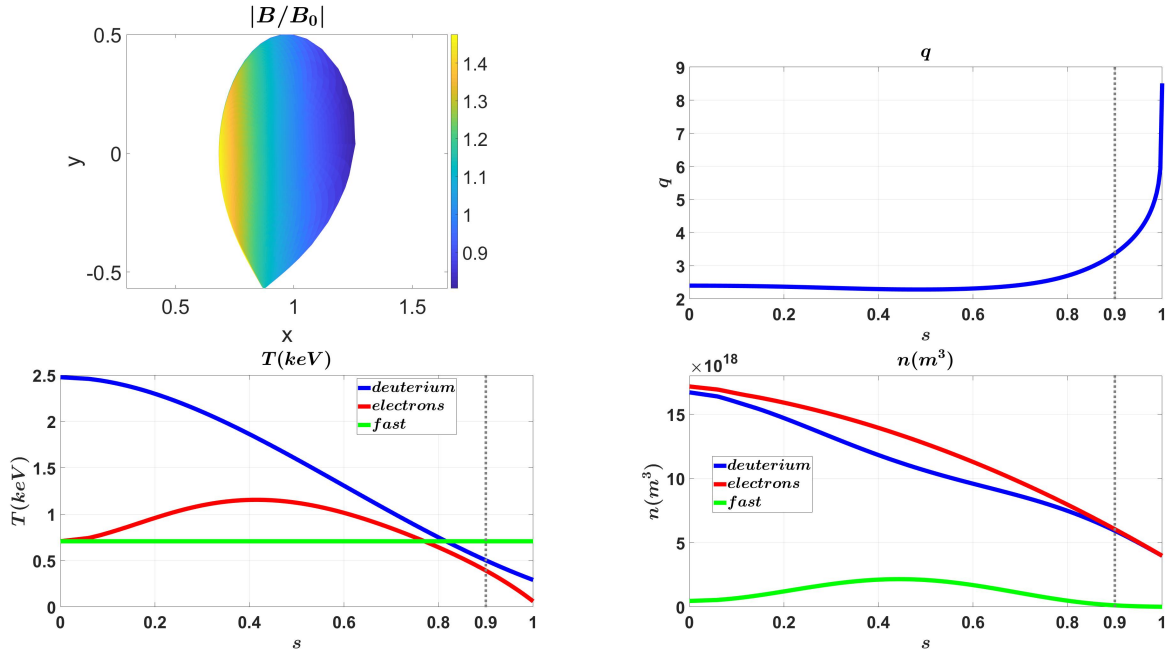 |B/B₀|
0.5
0
-0.5
y
0.5
1
1.5
x
1.4
1.3
1.2
1.1
1
0.9
q
9
8
7
6
5
4
3
2
q
0
0.2
0.4
0.6
0.8
0.9
1
s
T(keV)
2.5
2
1.5
1
0.5
0
T(keV)
deuterium
electrons
fast
0
0.2
0.4
0.6
0.8
0.9
1
s
n(m³)
×10¹⁸
15
10
5
0
n(m³)
deuterium
electrons
fast
0
0.2
0.4
0.6
0.8
0.9
1
s